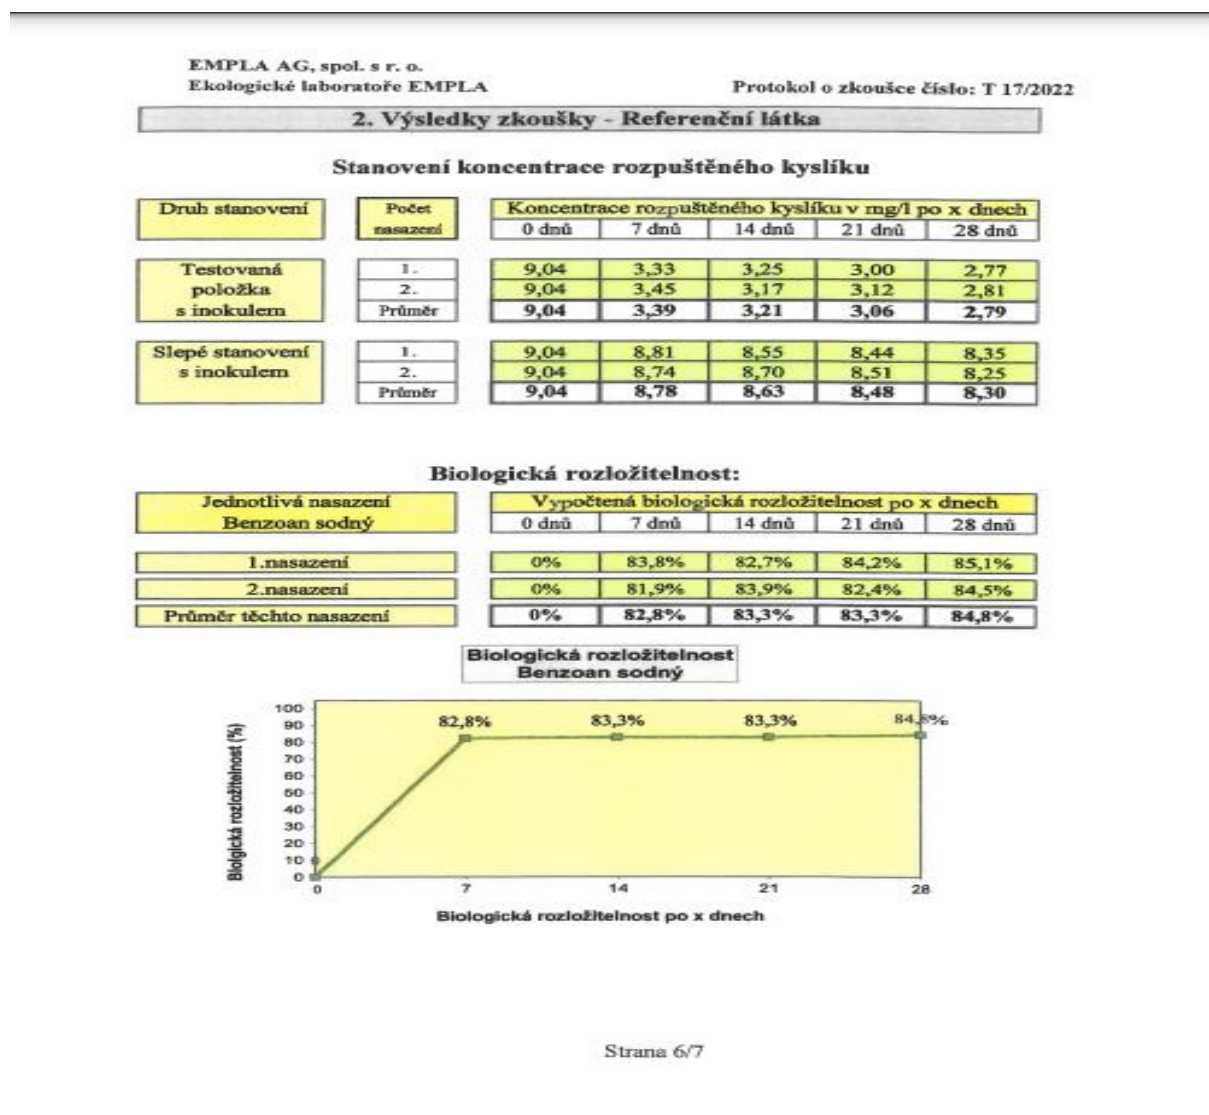 EMPLA AG, spol. s r. o.
Ekologické laboratoře EMPLA Protokol o zkoušce číslo: T 17/2022
2. Výsledky zkoušky - Referenční látka
Stanovení koncentrace rozpuštěného kyslíku
Druh stanovení Počet nasazení Koncentrace rozpuštěného kyslíku v mg/l po x dnech
0 dnů 7 dnů 14 dnů 21 dnů 28 dnů
Testovaná 1. 9,04 3,33 3,25 3,00 2,77
položka 2. 9,04 3,45 3,17 3,12 2,81
s inokulem Průměr 9,04 3,39 3,21 3,06 2,79
Slepé stanovení 1. 9,04 8,81 8,55 8,44 8,35
s inokulem 2. 9,04 8,74 8,70 8,51 8,25
Průměr 9,04 8,78 8,63 8,48 8,30
Biologická rozložitelnost:
Jednotlivá nasazení Vypočtená biologická rozložitelnost po x dnech
Benzoan sodný 0 dnů 7 dnů 14 dnů 21 dnů 28 dnů
1.nasazení 0% 83,8% 82,7% 84,2% 85,1%
2.nasazení 0% 81,9% 83,9% 82,4% 84,5%
Průměr těchto nasazení 0% 82,8% 83,3% 83,3% 84,8%
Biologická rozložitelnost
Benzoan sodný
82,8% 83,3% 83,3% 84,8%
100
90
80
70
60
50
40
30
20
10
0
Biolgická rozložitelnost (%)
0 7 14 21 28
Biologická rozložitelnost po x dnech
Strana 6/7